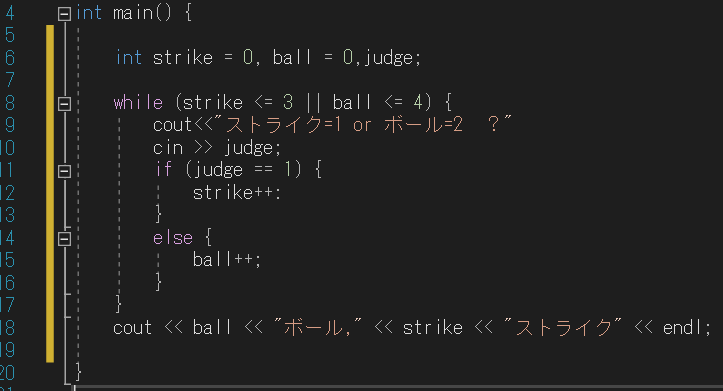 4 int main() {
5
6 int strike = 0, ball = 0,judge;
7
8 while (strike <= 3 || ball <= 4) {
9 cout<<"ストライク=1 or ボール=2　？"
10 cin >> judge;
11 if (judge == 1) {
12 strike++:
13 }
14 else {
15 ball++;
16 }
17 }
18 cout << ball << "ボール," << strike << "ストライク" << endl;
19
20 }